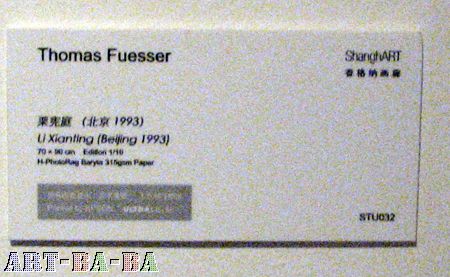 Thomas Fuesser
ShanghART
香格纳画廊
栗宪庭 (北京 1993)
Li Xianting (Beijing 1993)
70 × 90 cm Edition 1/10
H-PhotoRag Baryta 315gsm Paper
STU032
ART-BA-BA